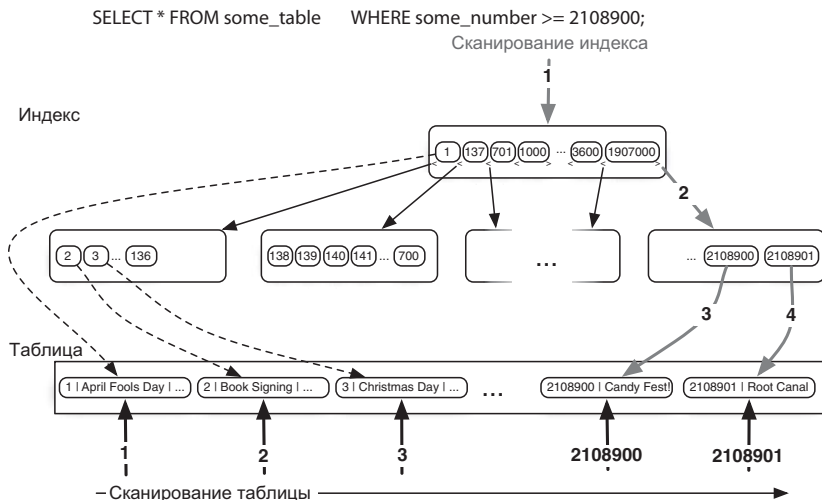 SELECT * FROM some_table WHERE some_number >= 2108900;
Сканирование индекса
1
Индекс
1 137 701 1000 ... 3600 1907000
< < < < > < >
2
2 3 ... 136
138 139 140 141 ... 700
...
... 2108900 2108901
3 4
Таблица
1 | April Fools Day | ...
2 | Book Signing | ...
3 | Christmas Day | ...
...
2108900 | Candy Fest!
2108901 | Root Canal
1 2 3 2108900 2108901
Сканирование таблицы